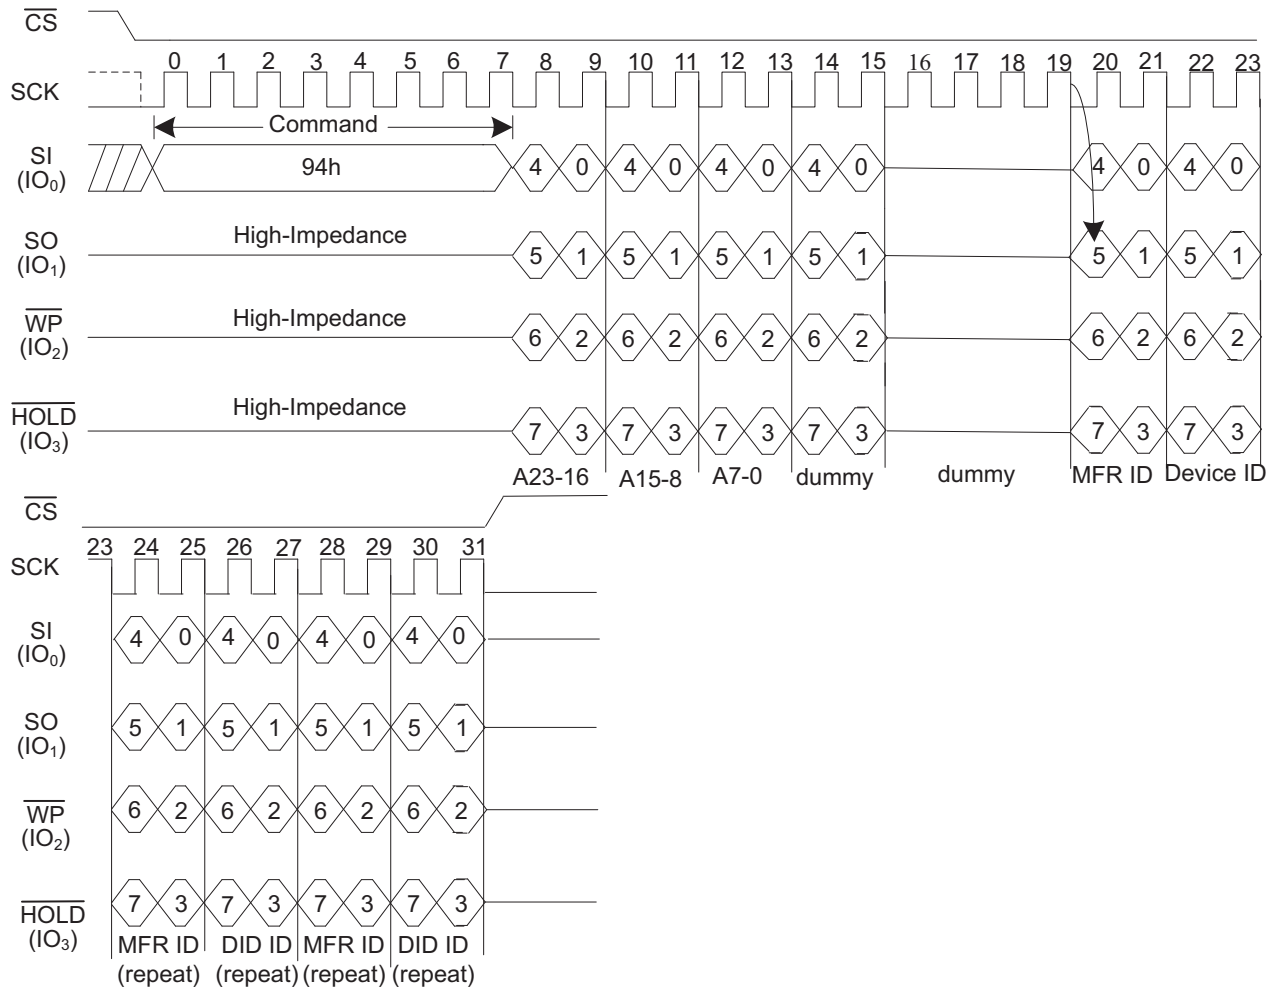 CS
0 1 2 3 4 5 6 7 8 9 10 11 12 13 14 15 16 17 18 19 20 21 22 23
SCK
Command
SI
(IO0)
94h
4 0 4 0 4 0 4 0 4 0 4 0
SO
(IO1)
High-Impedance
5 1 5 1 5 1 5 1 5 1 5 1
WP
(IO2)
High-Impedance
6 2 6 2 6 2 6 2 6 2 6 2
HOLD
(IO3)
High-Impedance
7 3 7 3 7 3 7 3 7 3 7 3
A23-16 A15-8 A7-0 dummy dummy MFR ID Device ID
CS
23 24 25 26 27 28 29 30 31
SCK
SI
(IO0)
4 0 4 0 4 0 4 0
SO
(IO1)
5 1 5 1 5 1 5 1
WP
(IO2)
6 2 6 2 6 2 6 2
HOLD
(IO3)
7 3 7 3 7 3 7 3
MFR ID DID ID MFR ID DID ID
(repeat) (repeat) (repeat) (repeat)